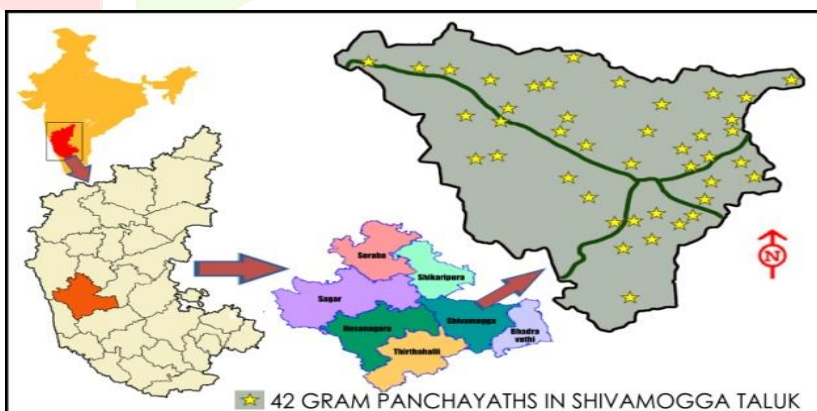 Soraba
Shikaripura
Sagar
Hosanagara
Shivamogga
Bhadra
vathi
Thirthahalli
N
42 GRAM PANCHAYATHS IN SHIVAMOGGA TALUK